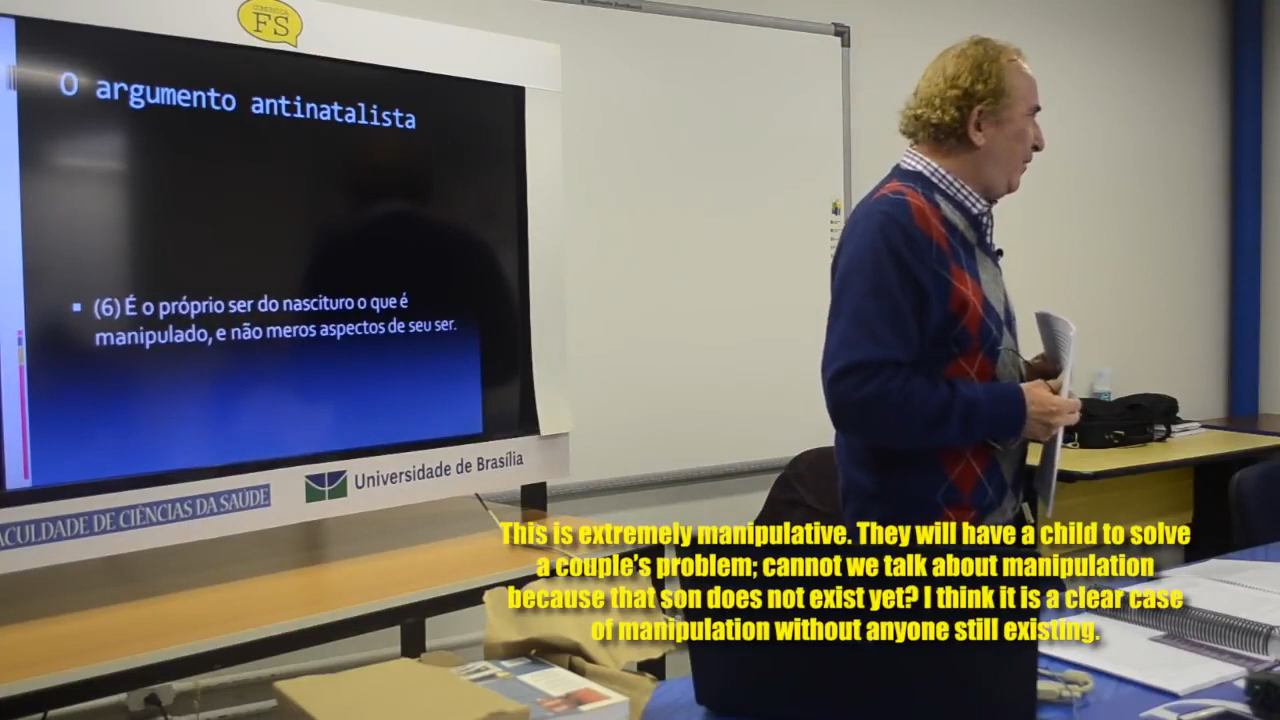 FS
O argumento antinatalista
(6) É o próprio ser do nascituro o que é
manipulado, e não meros aspectos de seu ser.
Universidade de Brasília
ACULDADE DE CIÊNCIAS DA SAÚDE
This is extremely manipulative. They will have a child to solve
a couple's problem; cannot we talk about manipulation
because that son does not exist yet? I think it is a clear case
of manipulation without anyone still existing.